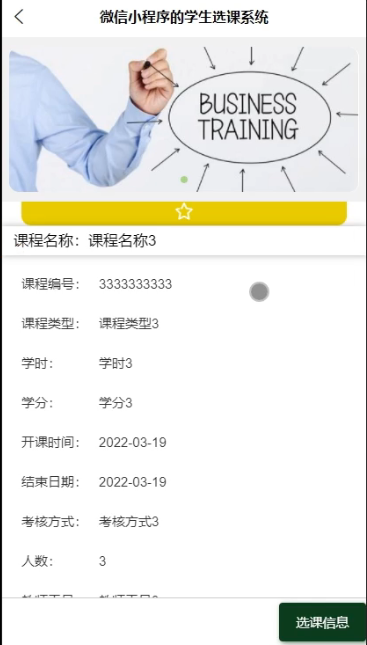 微信小程序的学生选课系统
BUSINESS
TRAINING
课程名称：课程名称3
课程编号： 3333333333
课程类型： 课程类型3
学时： 学时3
学分： 学分3
开课时间： 2022-03-19
结束日期： 2022-03-19
考核方式： 考核方式3
人数： 3
选课信息